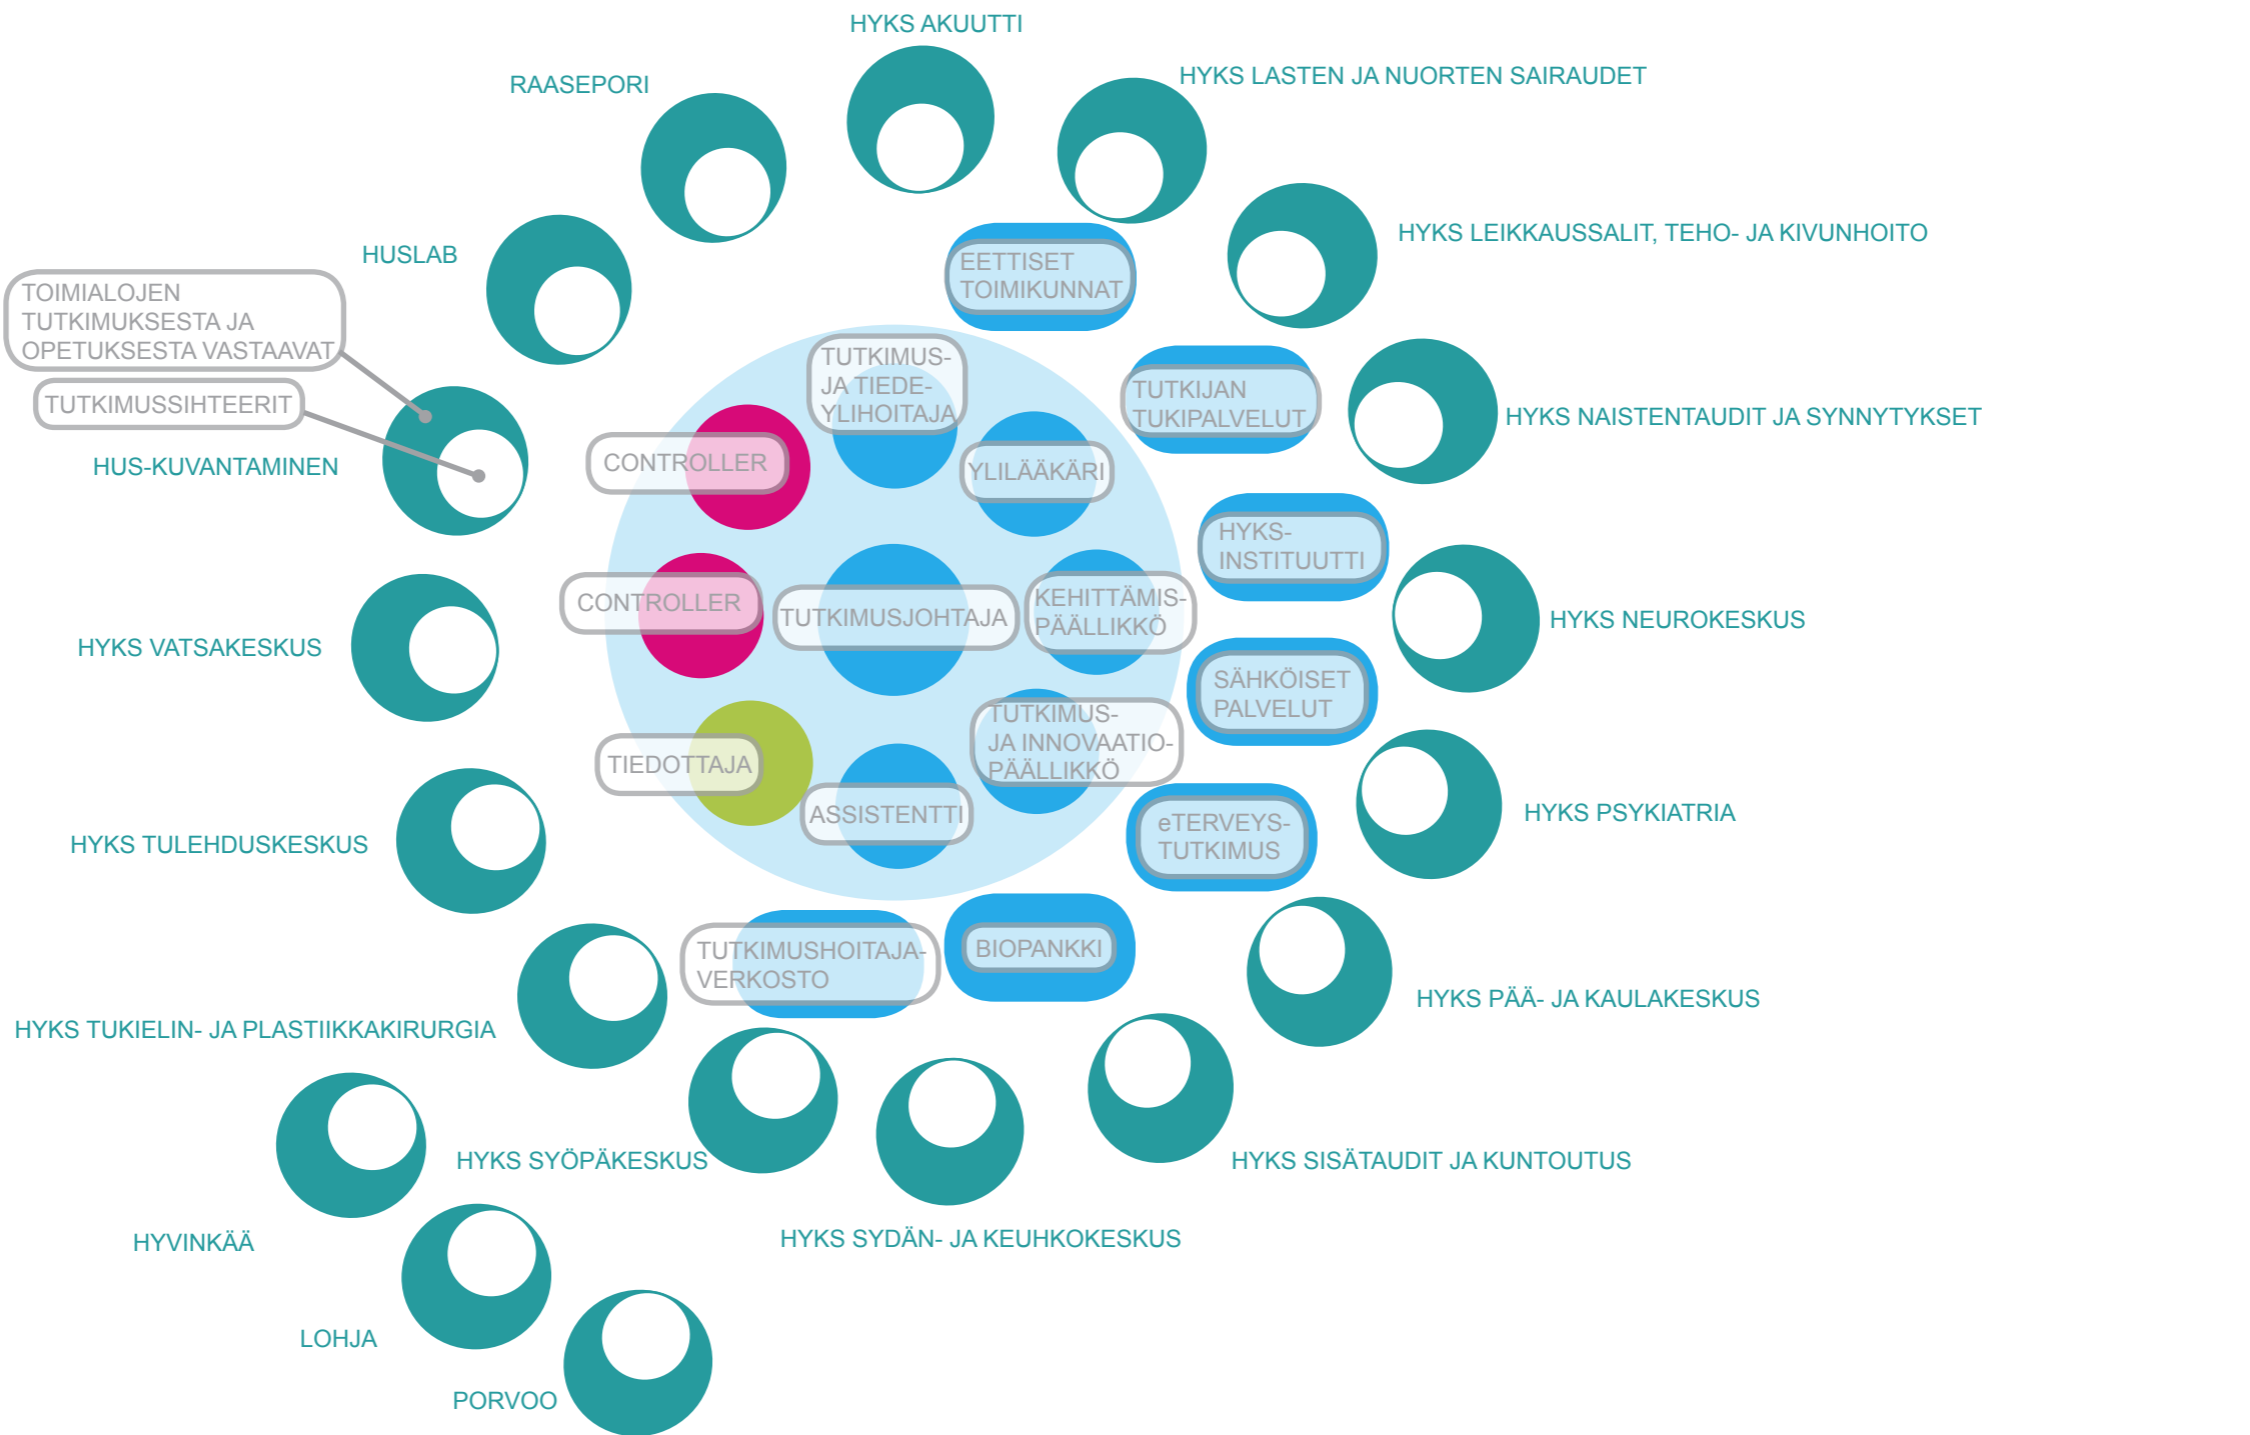 HYKS AKUUTTI
HYKS LASTEN JA NUORTEN SAIRAUDET
RAASEPORI
HYKS LEIKKAUSSALIT, TEHO- JA KIVUNHOITO
HUSLAB
EETTISET
TOIMIKUNNAT
TOIMIALOJEN
TUTKIMUKSESTA JA
OPETUKSESTA VASTAAVAT
TUTKIMUSSIHTEERIT
HUS-KUVANTAMINEN
TUTKIMUS-
JA TIEDE-
YLIHOITAJA
TUTKIJAN
TUKIPALVELUT
HYKS NAISTENTAUDIT JA SYNNYTYKSET
CONTROLLER
YLILÄÄKÄRI
HYKS-
INSTITUUTTI
CONTROLLER
TUTKIMUSJOHTAJA
KEHITTÄMIS-
PÄÄLLIKKÖ
HYKS NEUROKESKUS
HYKS VATSAKESKUS
SÄHKÖISET
PALVELUT
TUTKIMUS-
JA INNOVAATIO-
PÄÄLLIKKÖ
TIEDOTTAJA
ASSISTENTTI
eTERVEYS-
TUTKIMUS
HYKS PSYKIATRIA
HYKS TULEHDUSKESKUS
TUTKIMUSHOITAJA-
VERKOSTO
BIOPANKKI
HYKS PÄÄ- JA KAULAKESKUS
HYKS TUKIELIN- JA PLASTIIKKAKIRURGIA
HYKS SYÖPÄKESKUS
HYKS SISÄTAUDIT JA KUNTOUTUS
HYVINKÄÄ
HYKS SYDÄN- JA KEUHKOKESKUS
LOHJA
PORVOO